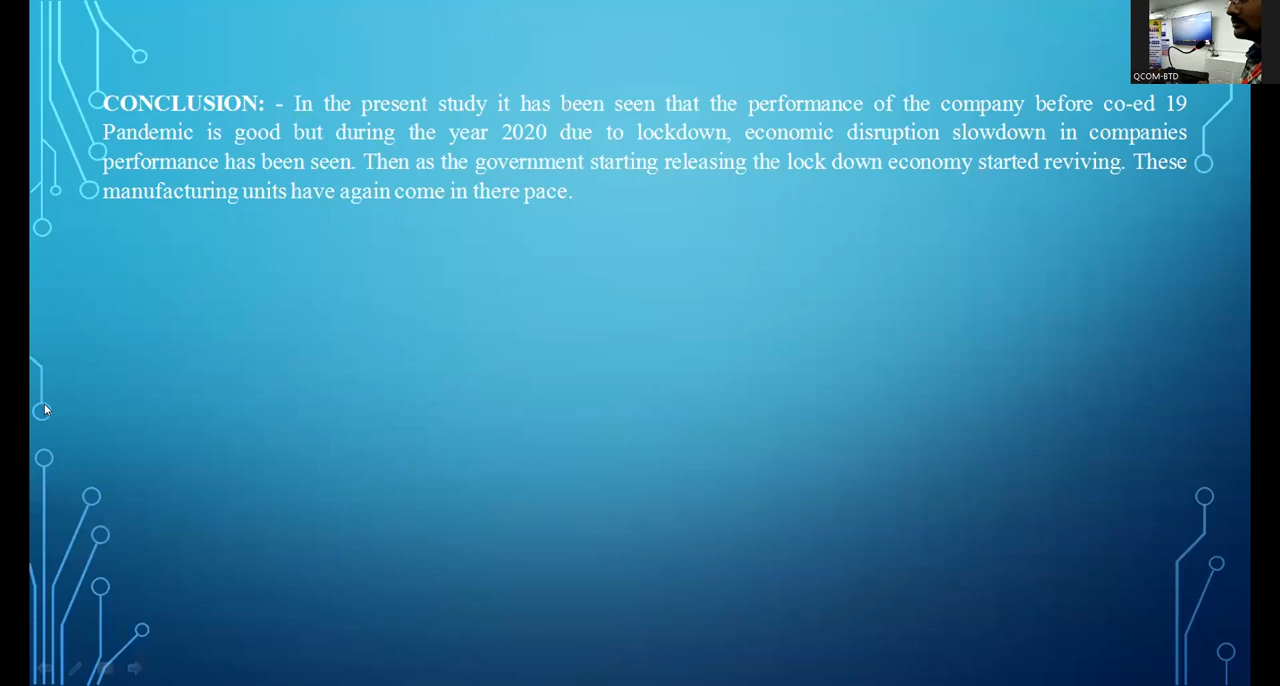 CONCLUSION: - In the present study it has been seen that the performance of the company before co-ed 19
Pandemic is good but during the year 2020 due to lockdown, economic disruption slowdown in companies
performance has been seen. Then as the government starting releasing the lock down economy started reviving. These
manufacturing units have again come in there pace.
QCOM-BTD